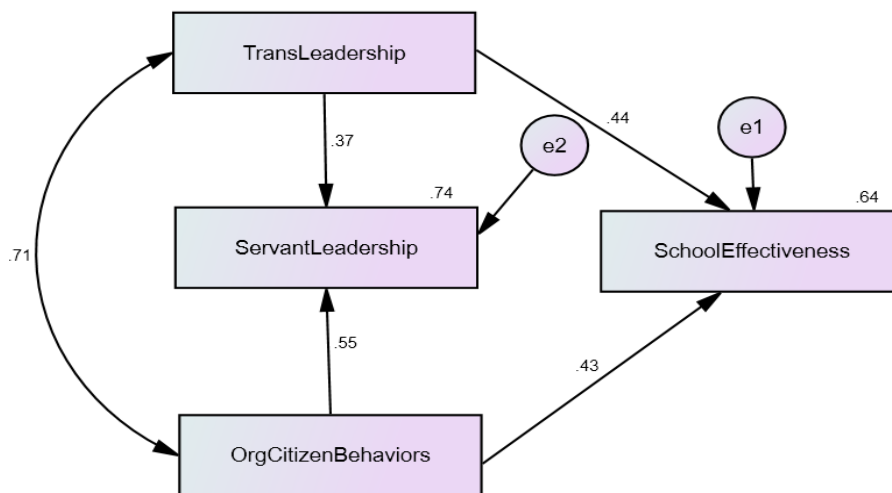 TransLeadership
.44
e1
.37
e2
.74
.64
ServantLeadership
SchoolEffectiveness
.71
.55
.43
OrgCitizenBehaviors